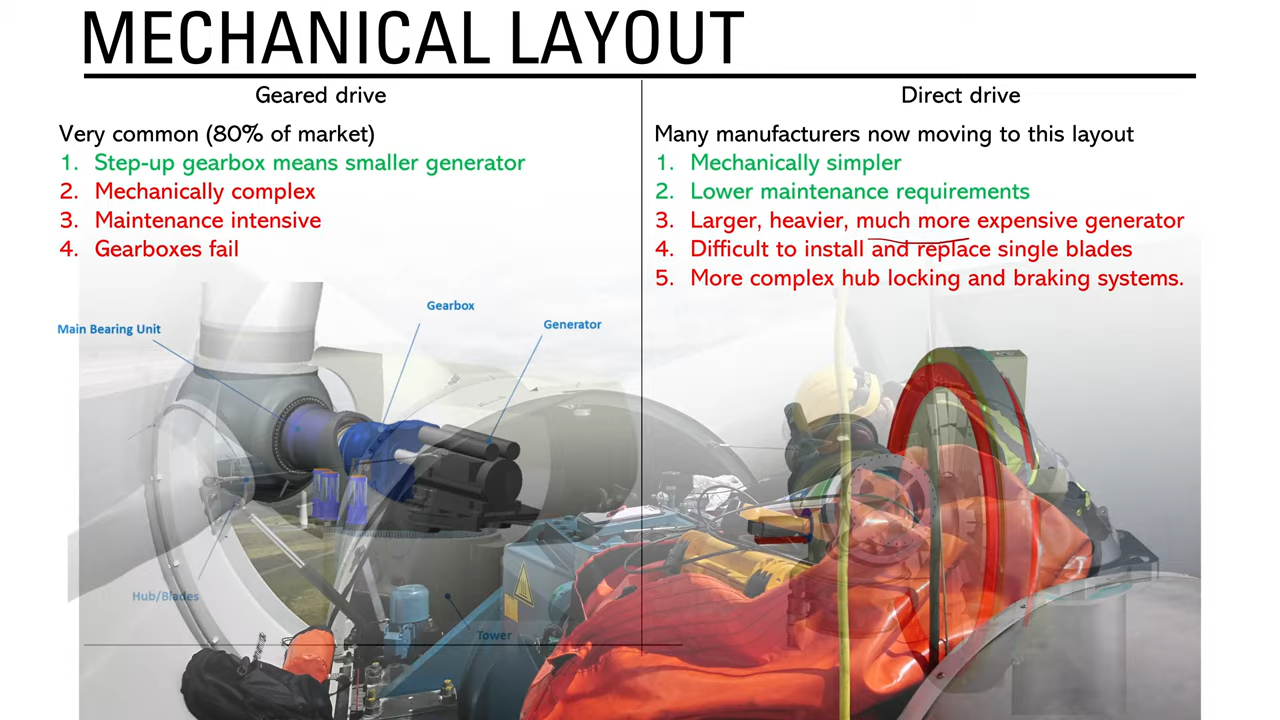 MECHANICAL LAYOUT
Geared drive
Very common (80% of market)
1. Step-up gearbox means smaller generator
2. Mechanically complex
3. Maintenance intensive
4. Gearboxes fail
Direct drive
Many manufacturers now moving to this layout
1. Mechanically simpler
2. Lower maintenance requirements
3. Larger, heavier, much more expensive generator
4. Difficult to install and replace single blades
5. More complex hub locking and braking systems.
Gearbox
Generator
Main Bearing Unit
Hub/Blades
Tower